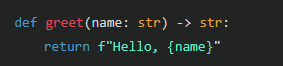 def greet(name: str) -> str:
    return f"Hello, {name}"